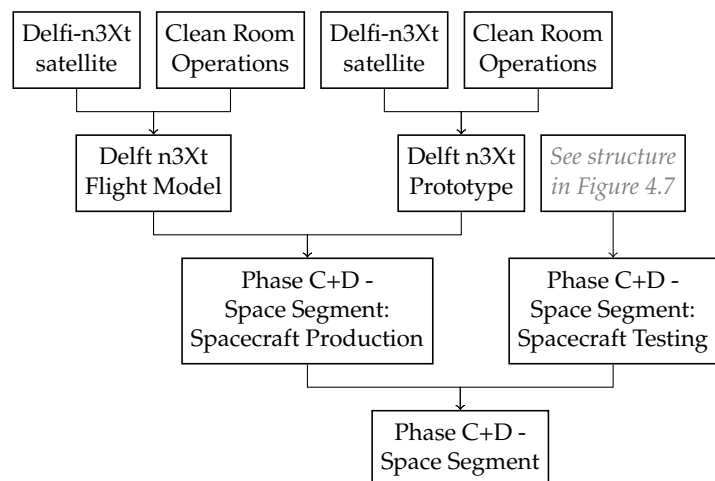 Delfi-n3Xt
satellite
Clean Room
Operations
Delfi-n3Xt
satellite
Clean Room
Operations
Delft n3Xt
Flight Model
Delft n3Xt
Prototype
See structure
in Figure 4.7
Phase C+D -
Space Segment:
Spacecraft Production
Phase C+D -
Space Segment:
Spacecraft Testing
Phase C+D -
Space Segment